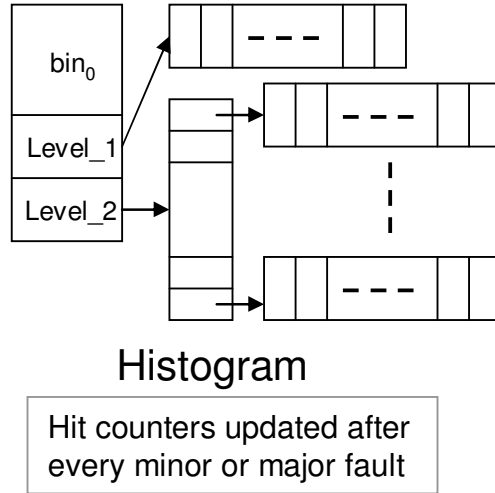 bin₀
Level_1
Level_2
Histogram
Hit counters updated after
every minor or major fault